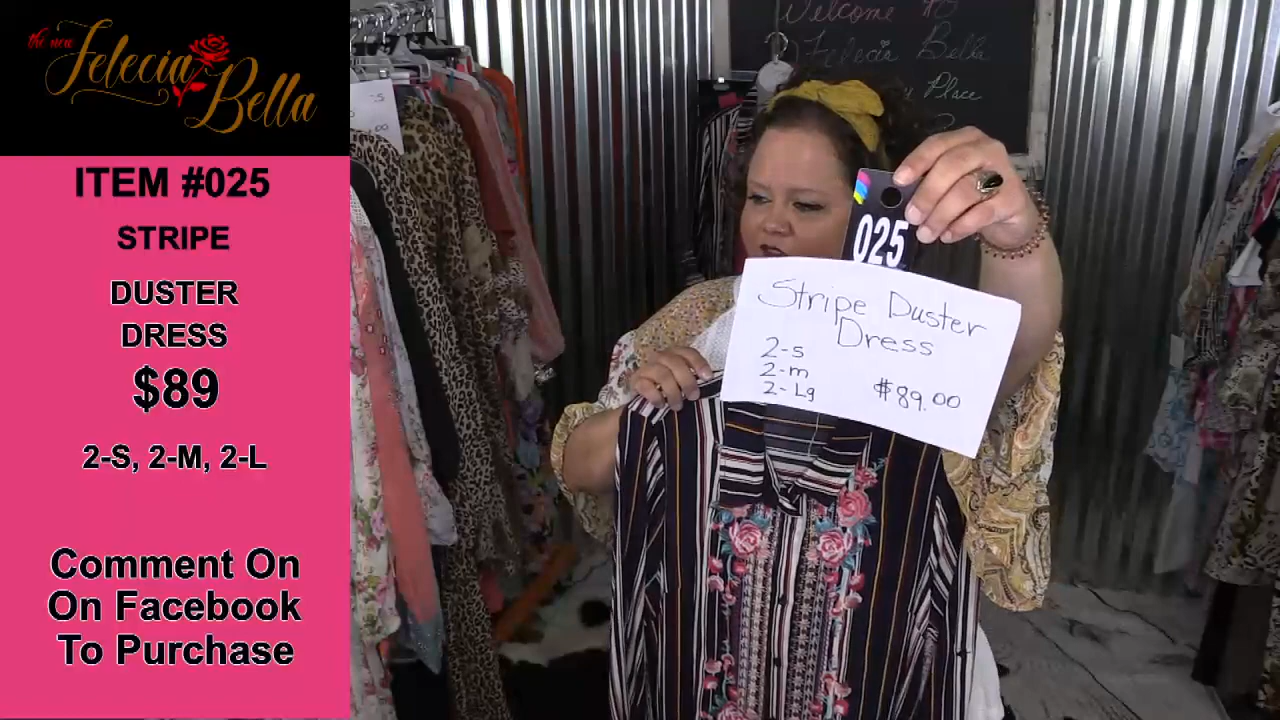 the new
Felecia
Bella
ITEM #025
STRIPE
DUSTER
DRESS
$89
2-S, 2-M, 2-L
Comment On
On Facebook
To Purchase
Welcome to
Felecia Bella
Place
025
Stripe Duster
Dress
2-s
2-m
2-Lg
$89.00